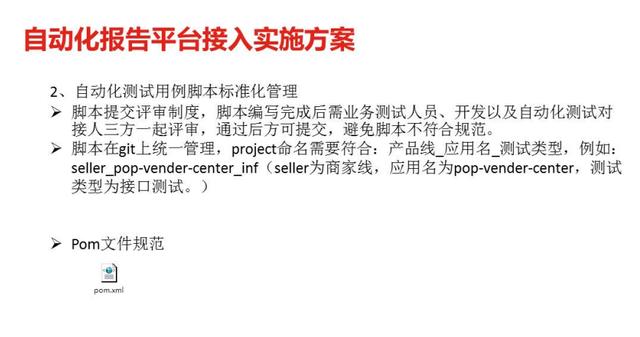 自动化报告平台接入实施方案
2、自动化测试用例脚本标准化管理
➢ 脚本提交评审制度，脚本编写完成后需业务测试人员、开发以及自动化测试对
接人三方一起评审，通过后方可提交，避免脚本不符合规范。
➢ 脚本在git上统一管理，project命名需要符合：产品线_应用名_测试类型，例如：
seller_pop-vender-center_inf（seller为商家线，应用名为pop-vender-center，测试
类型为接口测试。）
➢ Pom文件规范
pom.xml